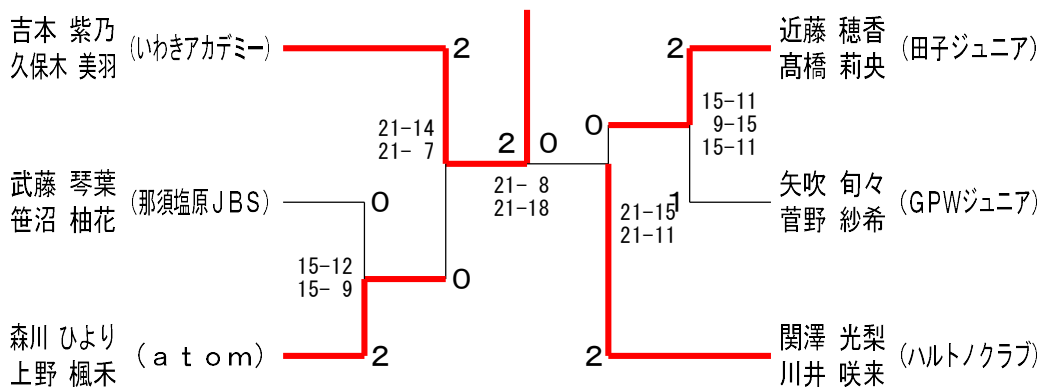 吉本 紫乃
久保木 美羽
(いわきアカデミー)
2
21-14
21- 7
武藤 琴葉
笹沼 柚花
(那須塩原JBS)
0
15-12
15- 9
0
森川 ひより
上野 楓禾
(atom)
2
2 0
21- 8
21-18
近藤 穂香
髙橋 莉央
(田子ジュニア)
2
0
15-11
9-15
15-11
矢吹 旬々
菅野 紗希
(GPWジュニア)
1
21-15
21-11
関澤 光梨
川井 咲来
(ハルトノクラブ)
2